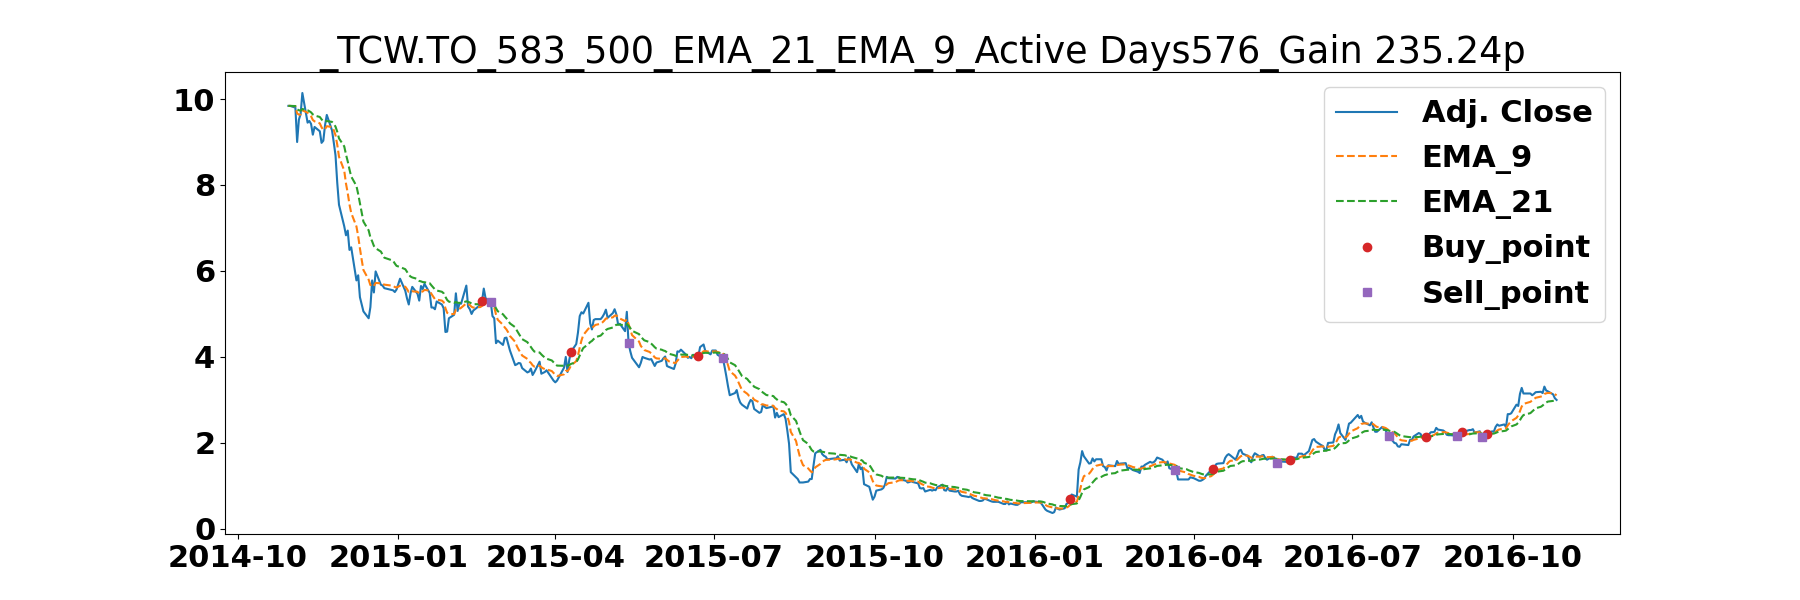 _TCW.TO_583_500_EMA_21_EMA_9_Active Days576_Gain 235.24p
10
8
6
4
2
0
Adj. Close
EMA_9
EMA_21
Buy_point
Sell_point
2014-10 2015-01 2015-04 2015-07 2015-10 2016-01 2016-04 2016-07 2016-10